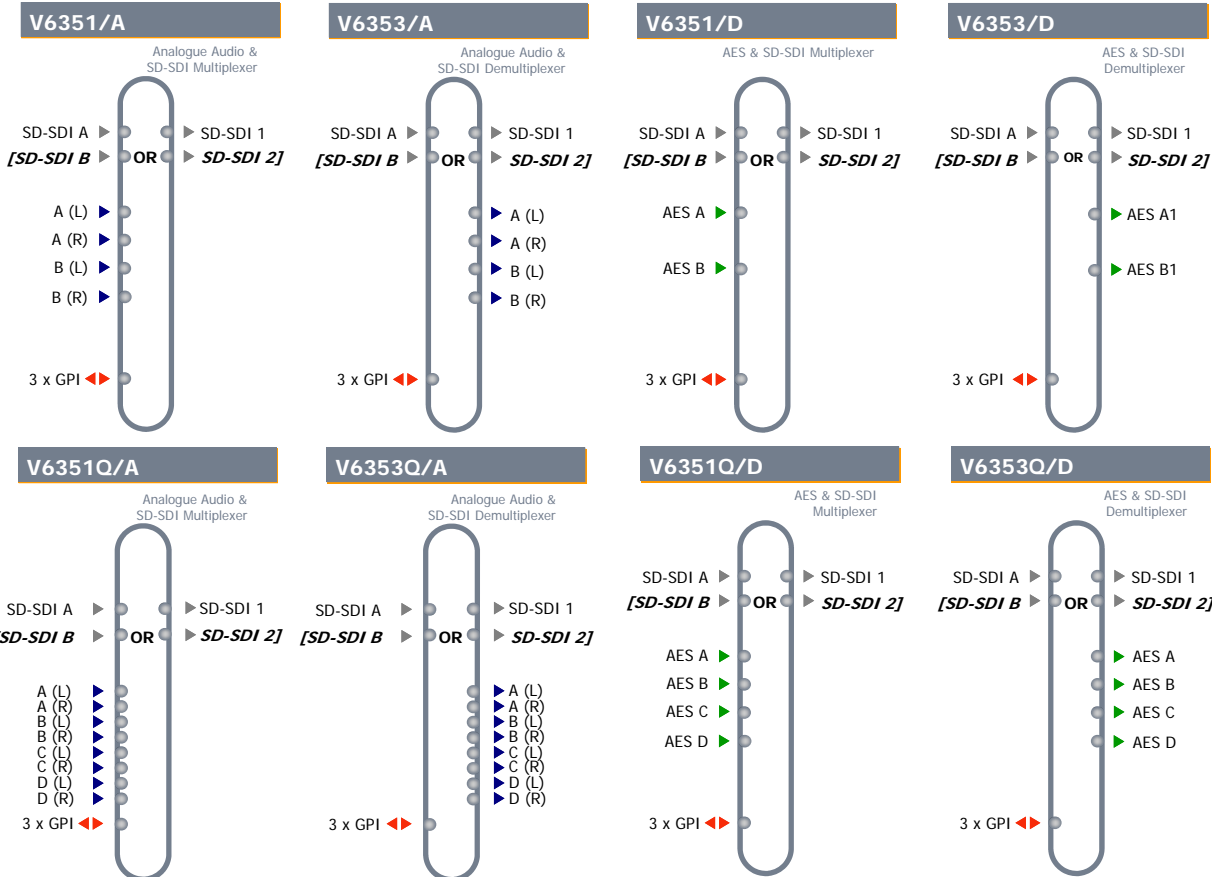 V6351/A
Analogue Audio &
SD-SDI Multiplexer
SD-SDI A
SD-SDI 1
[SD-SDI B
OR
SD-SDI 2]
A (L)
A (R)
B (L)
B (R)
3 x GPI
V6353/A
Analogue Audio &
SD-SDI Demultiplexer
SD-SDI A
SD-SDI 1
[SD-SDI B
OR
SD-SDI 2]
A (L)
A (R)
B (L)
B (R)
3 x GPI
V6351/D
AES & SD-SDI Multiplexer
SD-SDI A
SD-SDI 1
[SD-SDI B
OR
SD-SDI 2]
AES A
AES B
3 x GPI
V6353/D
AES & SD-SDI
Demultiplexer
SD-SDI A
SD-SDI 1
[SD-SDI B
OR
SD-SDI 2]
AES A1
AES B1
3 x GPI
V6351Q/A
Analogue Audio &
SD-SDI Multiplexer
SD-SDI A
SD-SDI 1
SD-SDI B
OR
SD-SDI 2]
A (L)
A (R)
B (L)
B (R)
C (L)
C (R)
D (L)
D (R)
3 x GPI
V6353Q/A
Analogue Audio &
SD-SDI Demultiplexer
SD-SDI A
SD-SDI 1
[SD-SDI B
OR
SD-SDI 2]
A (L)
A (R)
B (L)
B (R)
C (L)
C (R)
D (L)
D (R)
3 x GPI
V6351Q/D
AES & SD-SDI
Multiplexer
SD-SDI A
SD-SDI 1
[SD-SDI B
OR
SD-SDI 2]
AES A
AES B
AES C
AES D
3 x GPI
V6353Q/D
AES & SD-SDI
Demultiplexer
SD-SDI A
SD-SDI 1
[SD-SDI B
OR
SD-SDI 2]
AES A
AES B
AES C
AES D
3 x GPI